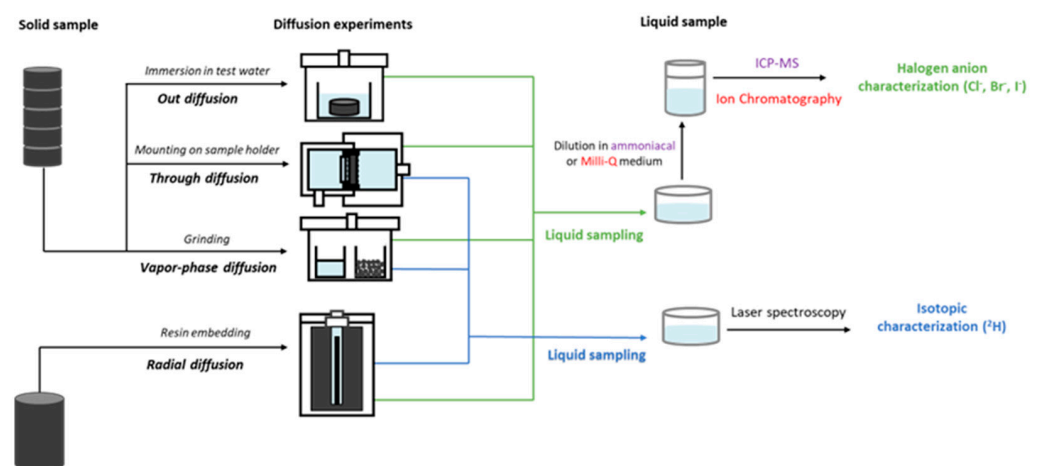 Solid sample
Diffusion experiments
Liquid sample
Immersion in test water
Out diffusion
Mounting on sample holder
Through diffusion
Grinding
Vapor-phase diffusion
Resin embedding
Radial diffusion
Liquid sampling
Liquid sampling
ICP-MS
Ion Chromatography
Dilution in ammoniacal
or Milli-Q medium
Halogen anion
characterization (Cl⁻, Br⁻, I⁻)
Laser spectroscopy
Isotopic
characterization (²H)